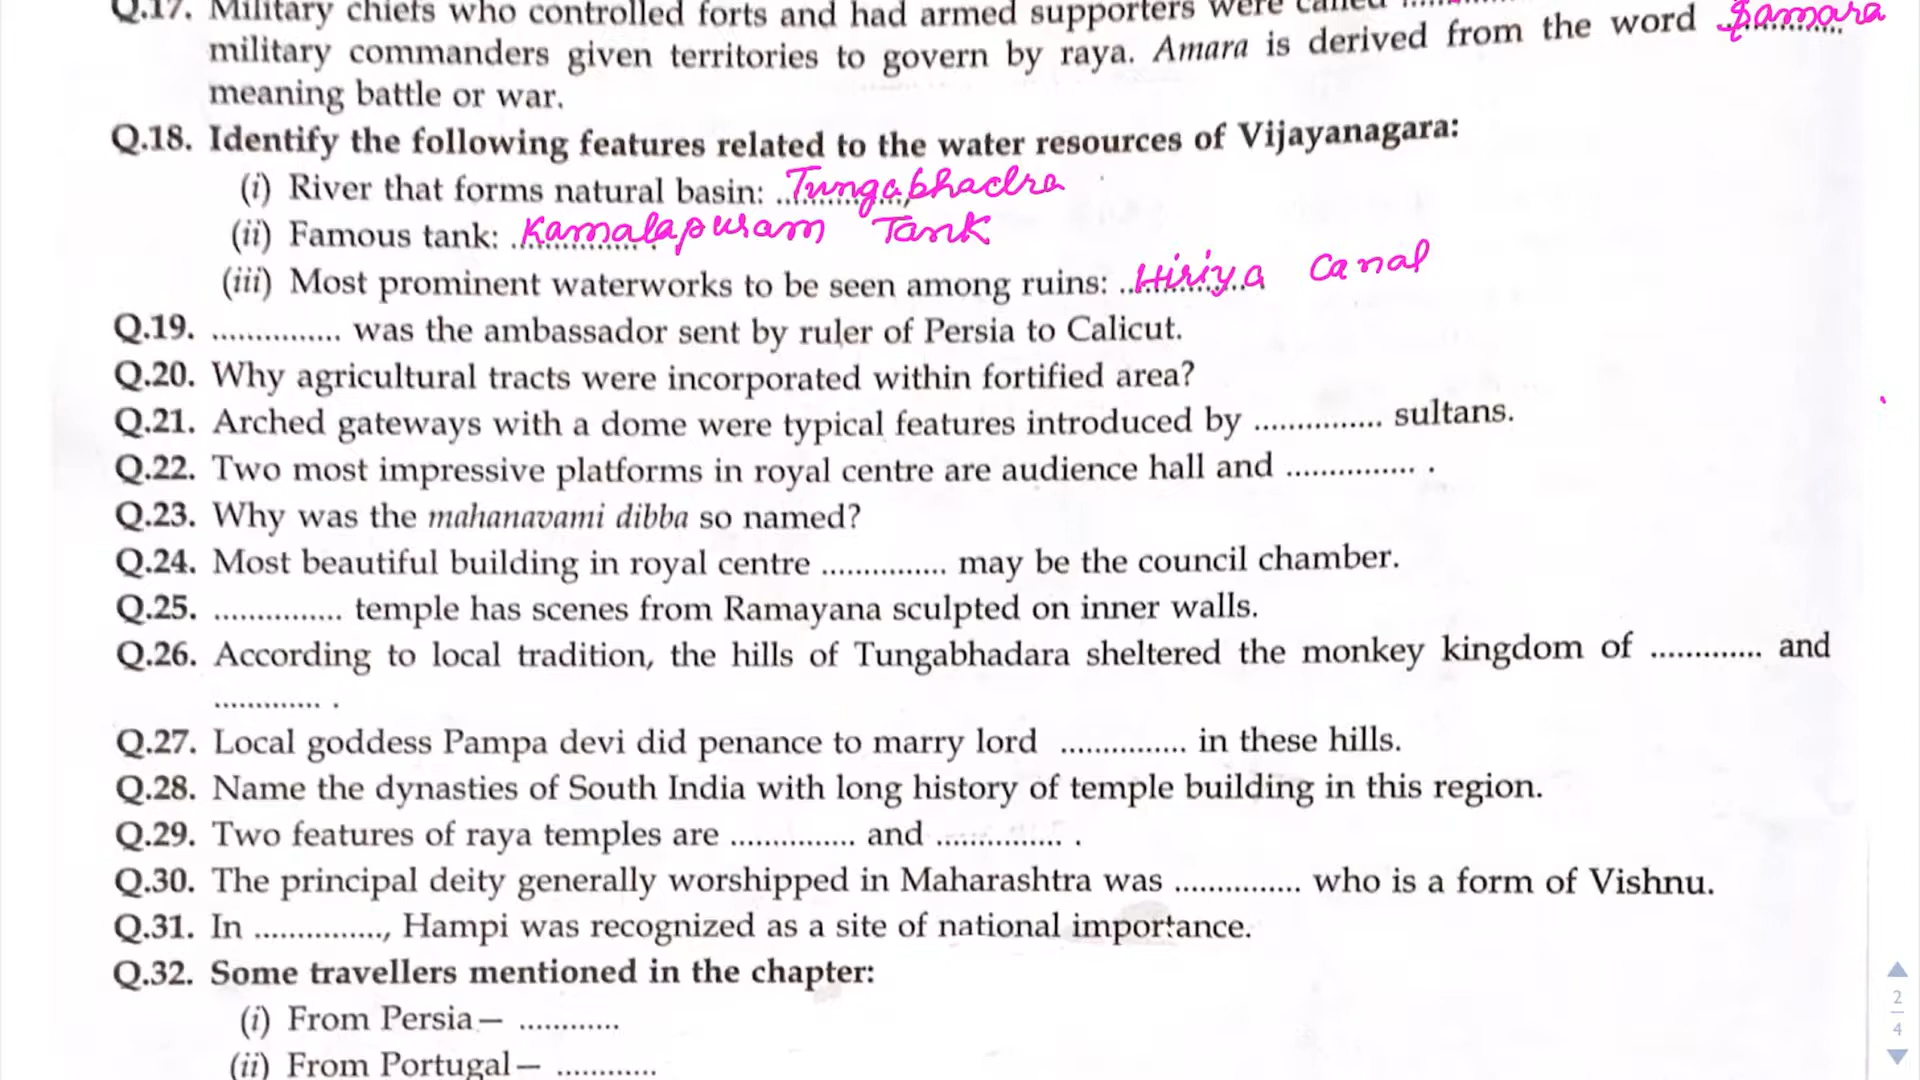 Q.17. Military chiefs who controlled forts and had armed supporters were called ..........
military commanders given territories to govern by raya. Amara is derived from the word Samara
meaning battle or war.
Q.18. Identify the following features related to the water resources of Vijayanagara:
(i) River that forms natural basin: Tungabhadra
(ii) Famous tank: Kamalapuram Tank
(iii) Most prominent waterworks to be seen among ruins: Hiriya Canal
Q.19. ............... was the ambassador sent by ruler of Persia to Calicut.
Q.20. Why agricultural tracts were incorporated within fortified area?
Q.21. Arched gateways with a dome were typical features introduced by ............... sultans.
Q.22. Two most impressive platforms in royal centre are audience hall and ............... .
Q.23. Why was the mahanavami dibba so named?
Q.24. Most beautiful building in royal centre ............... may be the council chamber.
Q.25. ............... temple has scenes from Ramayana sculpted on inner walls.
Q.26. According to local tradition, the hills of Tungabhadara sheltered the monkey kingdom of ............. and
............. .
Q.27. Local goddess Pampa devi did penance to marry lord ............... in these hills.
Q.28. Name the dynasties of South India with long history of temple building in this region.
Q.29. Two features of raya temples are ............... and ............... .
Q.30. The principal deity generally worshipped in Maharashtra was ............... who is a form of Vishnu.
Q.31. In ..............., Hampi was recognized as a site of national importance.
Q.32. Some travellers mentioned in the chapter:
(i) From Persia— ............
(ii) From Portugal— ............
2
4